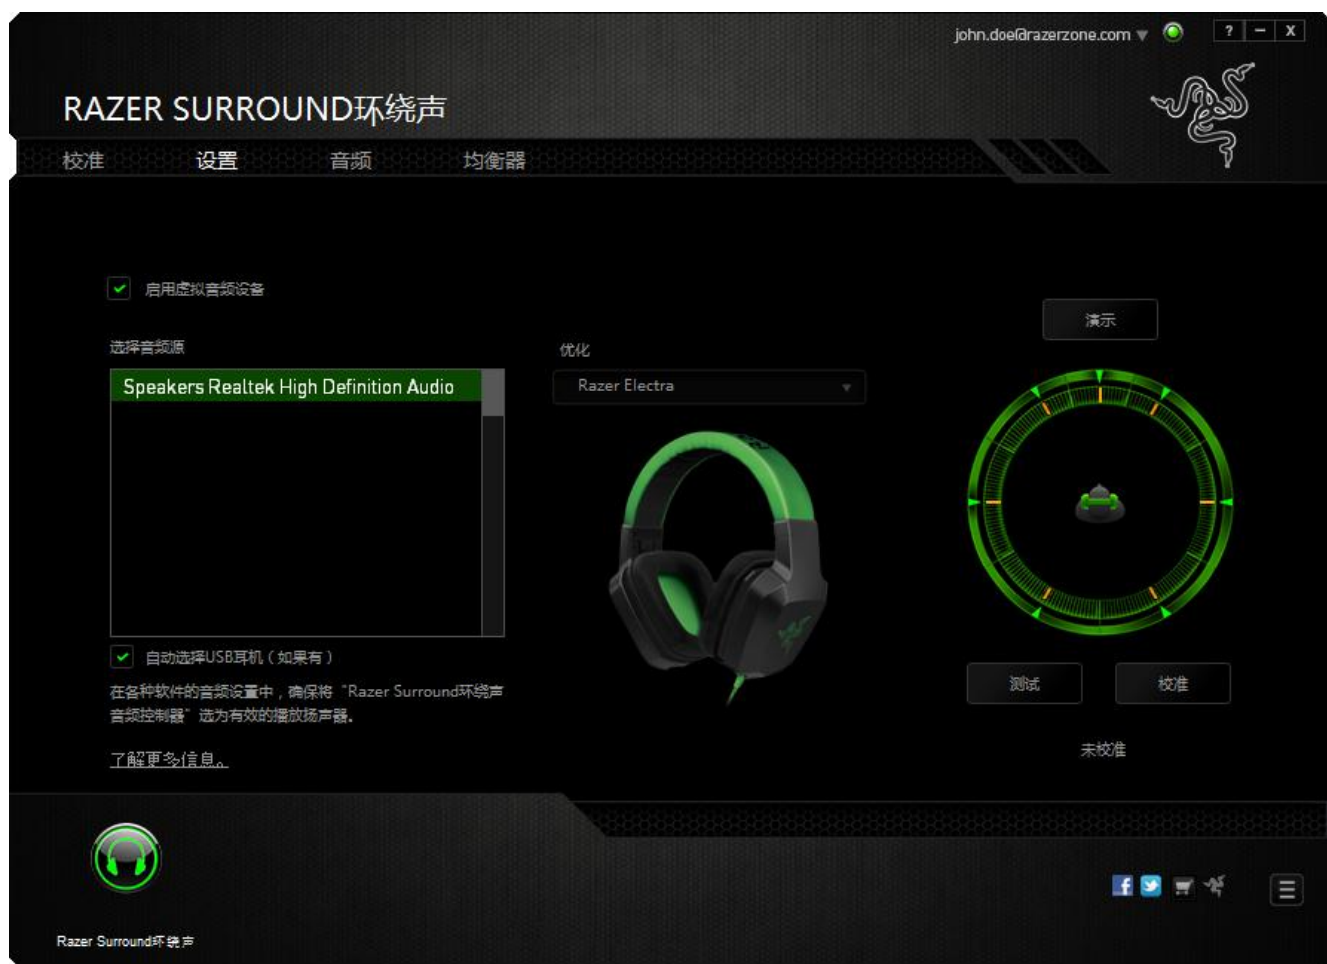 john.doe@razerzone.com
? – X
RAZER SURROUND环绕声
校准 设置 音频 均衡器
启用虚拟音频设备
选择音频源
Speakers Realtek High Definition Audio
优化
Razer Electra
演示
自动选择USB耳机（如果有）
在各种软件的音频设置中，确保将“Razer Surround环绕声
音频控制器”选为有效的播放扬声器。
了解更多信息。
测试 校准
未校准
Razer Surround环绕声